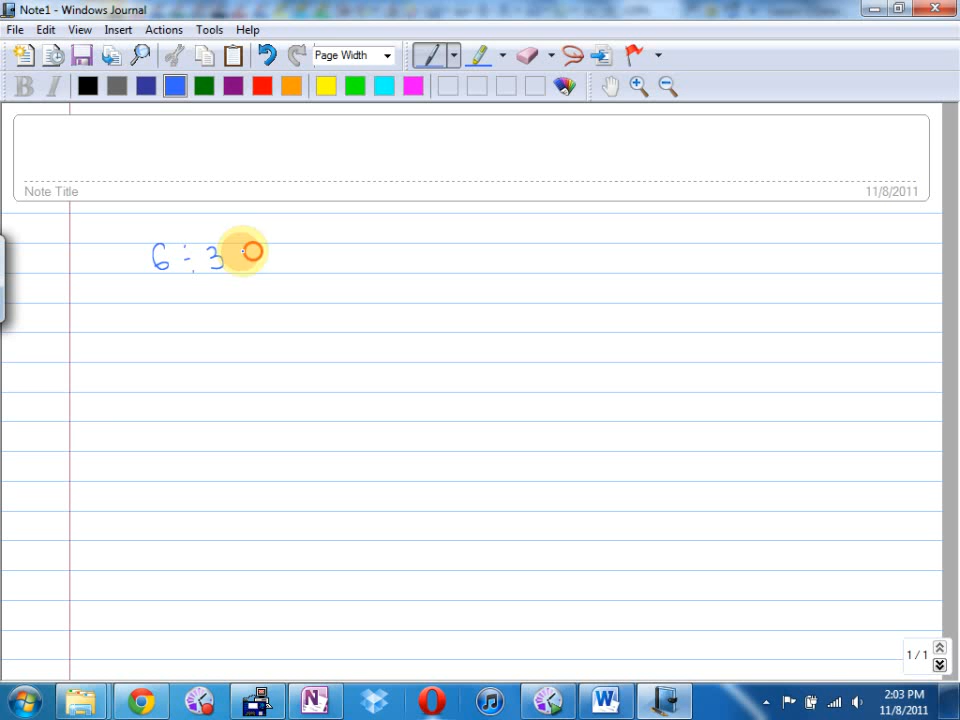 Note1 - Windows Journal
File Edit View Insert Actions Tools Help
Page Width
B I
Note Title 11/8/2011
6 ÷ 3
1 / 1
N W
2:03 PM
11/8/2011